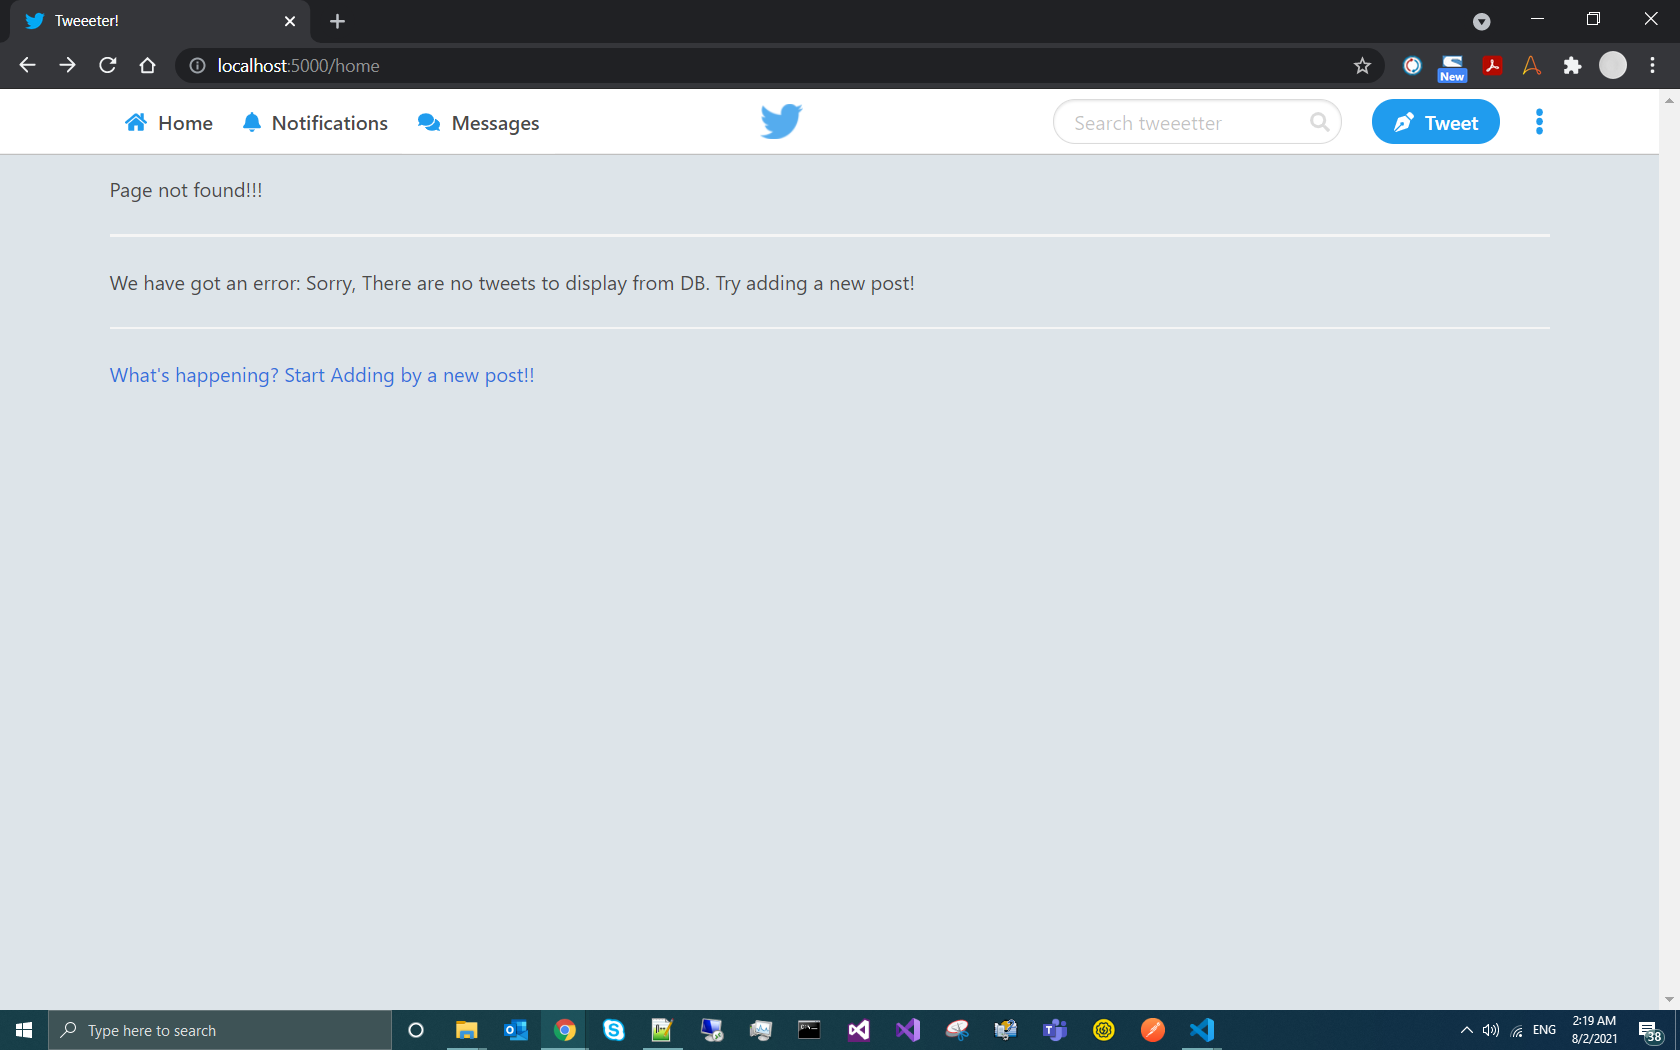 Tweeeter!
localhost:5000/home
New
Home
Notifications
Messages
Search tweeetter
Tweet
Page not found!!!
We have got an error: Sorry, There are no tweets to display from DB. Try adding a new post!
What's happening? Start Adding by a new post!!
Type here to search
ENG
2:19 AM
8/2/2021
38